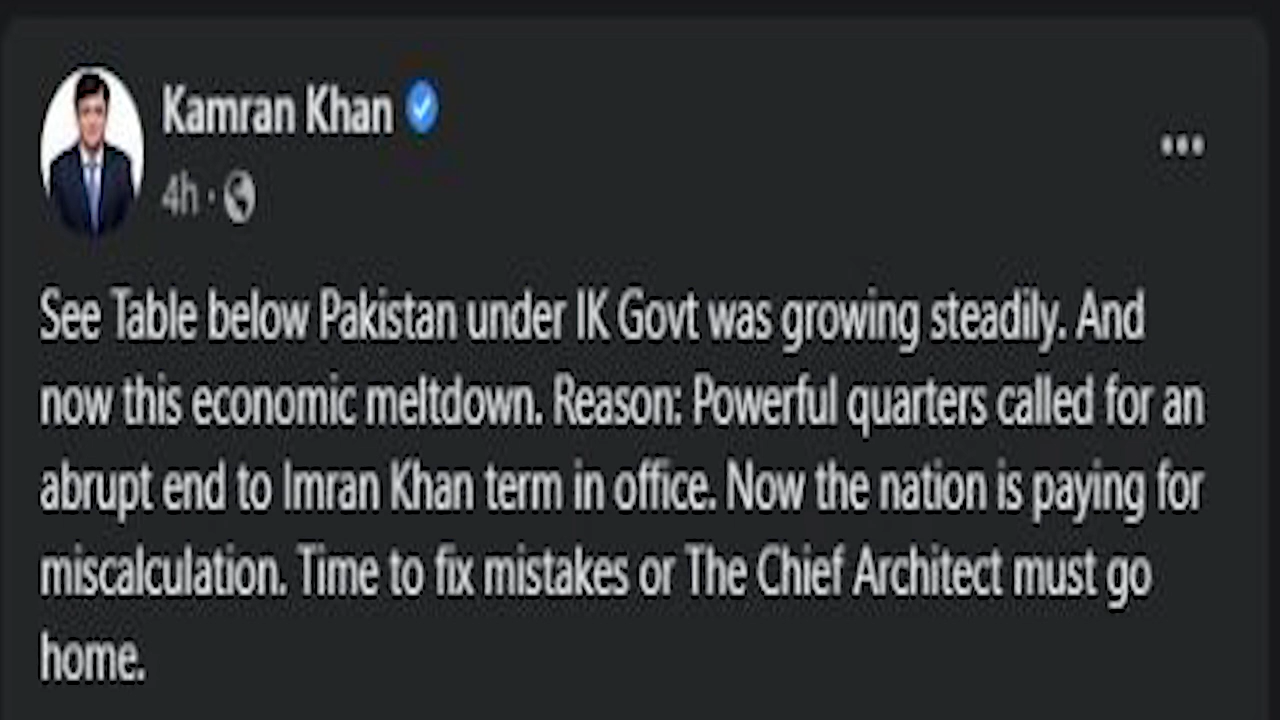 Kamran Khan
4h ·
See Table below Pakistan under IK Govt was growing steadily. And
now this economic meltdown. Reason: Powerful quarters called for an
abrupt end to Imran Khan term in office. Now the nation is paying for
miscalculation. Time to fix mistakes or The Chief Architect must go
home.